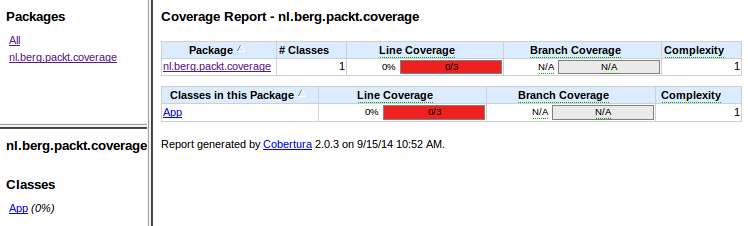 Packages
All
nl.berg.packt.coverage
nl.berg.packt.coverage
Classes
App (0%)
Coverage Report - nl.berg.packt.coverage
Package # Classes Line Coverage Branch Coverage Complexity
nl.berg.packt.coverage 1 0% 0/3 N/A N/A 1
Classes in this Package Line Coverage Branch Coverage Complexity
App 0% 0/3 N/A N/A 1
Report generated by Cobertura 2.0.3 on 9/15/14 10:52 AM.